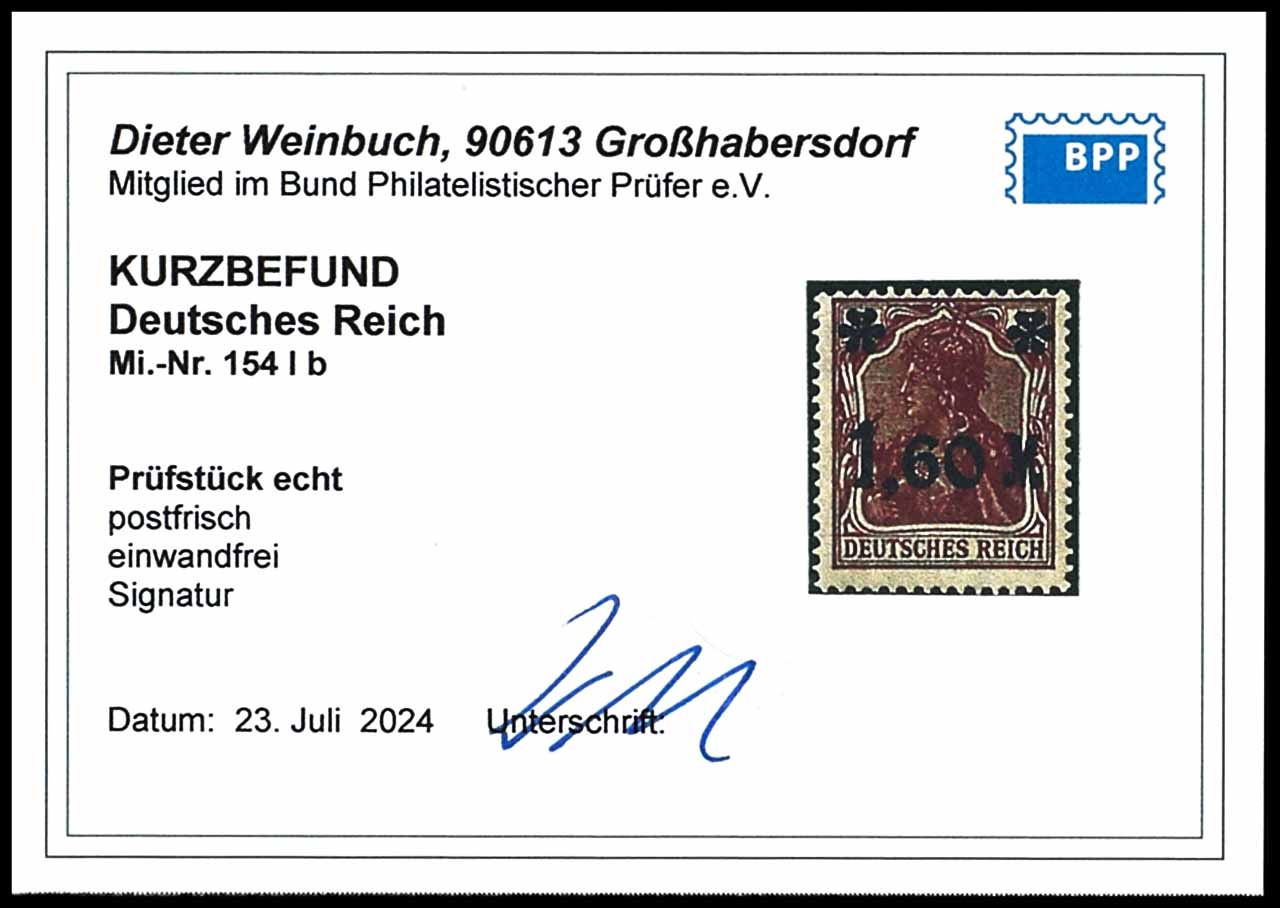 Dieter Weinbuch, 90613 Großhabersdorf
Mitglied im Bund Philatelistischer Prüfer e.V.
BPP
KURZBEFUND
Deutsches Reich
Mi.-Nr. 154 I b
1,60 M
DEUTSCHES REICH
Prüfstück echt
postfrisch
einwandfrei
Signatur
Datum: 23. Juli 2024 Unterschrift: